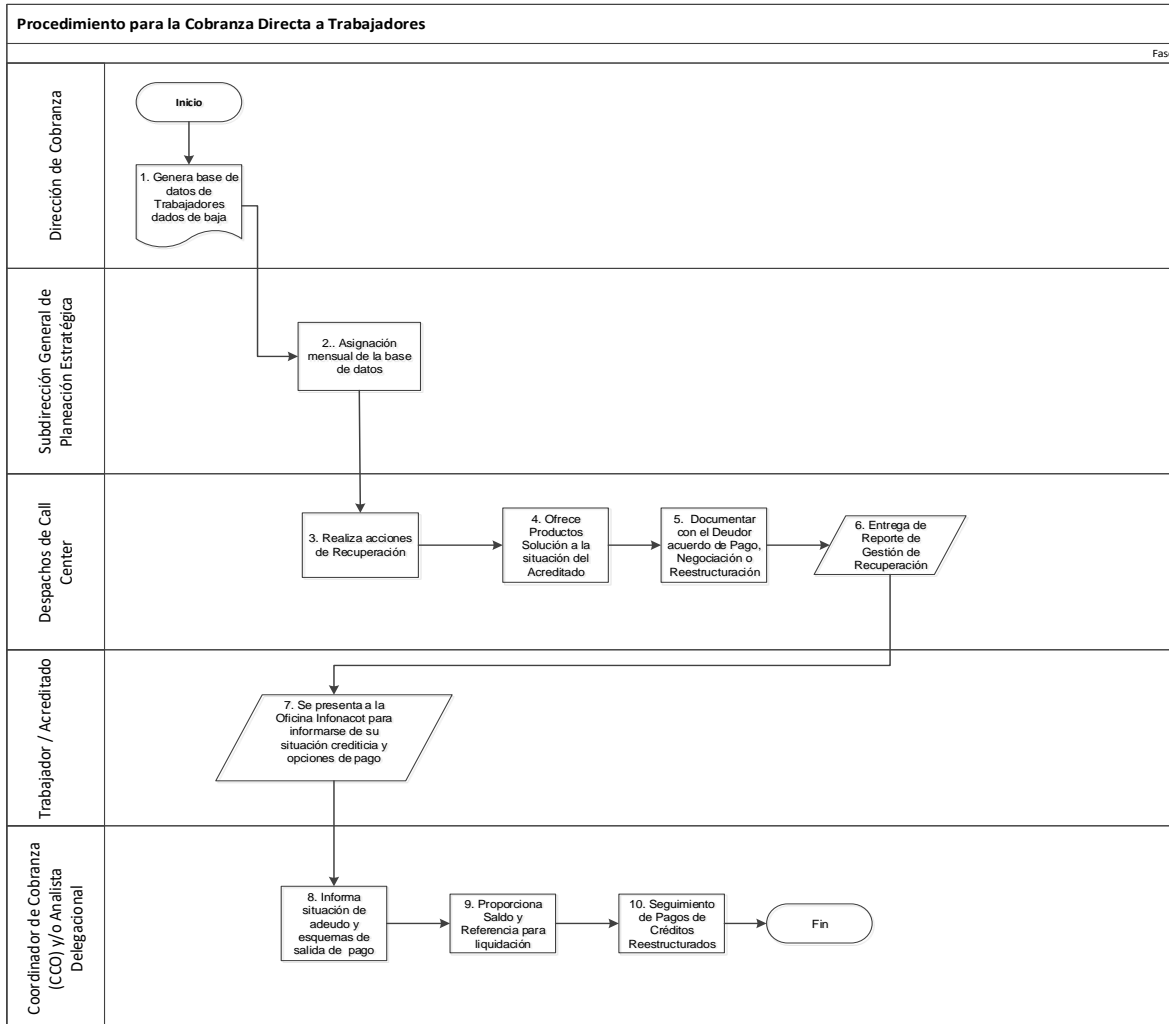 Procedimiento para la Cobranza Directa a Trabajadores
Fase
Dirección de Cobranza
Inicio
1. Genera base de
datos de
Trabajadores
dados de baja
Subdirección General de
Planeación Estratégica
2.. Asignación
mensual de la base
de datos
Despachos de Call
Center
3. Realiza acciones
de Recuperación
4. Ofrece
Productos
Solución a la
situación del
Acreditado
5. Documentar
con el Deudor
acuerdo de Pago,
Negociación o
Reestructuración
6. Entrega de
Reporte de
Gestión de
Recuperación
Trabajador / Acreditado
7. Se presenta a la
Oficina Infonacot para
informarse de su
situación crediticia y
opciones de pago
Coordinador de Cobranza
(CCO) y/o Analista
Delegacional
8. Informa
situación de
adeudo y
esquemas de
salida de pago
9. Proporciona
Saldo y
Referencia para
liquidación
10. Seguimiento
de Pagos de
Créditos
Reestructurados
Fin